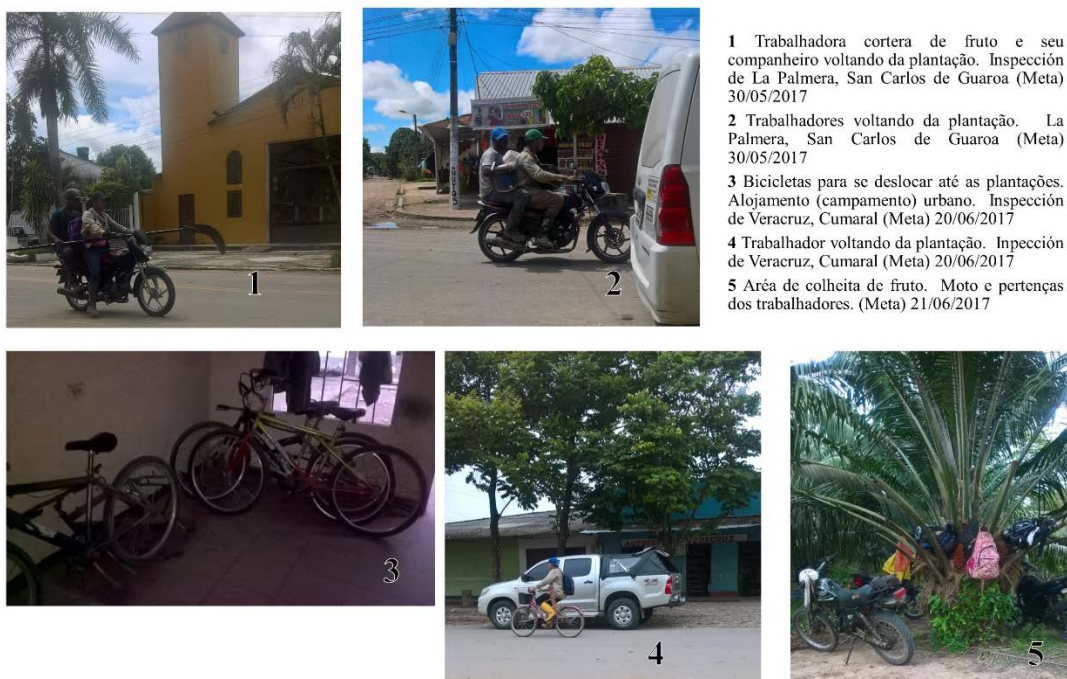 1 Trabalhadora cortera de fruto e seu
companheiro voltando da plantação. Inspección
de La Palmera, San Carlos de Guaroa (Meta)
30/05/2017
2 Trabalhadores voltando da plantação. La
Palmera, San Carlos de Guaroa (Meta)
30/05/2017
3 Bicicletas para se deslocar até as plantações.
Alojamento (campamento) urbano. Inspección
de Veracruz, Cumaral (Meta) 20/06/2017
4 Trabalhador voltando da plantação. Inpección
de Veracruz, Cumaral (Meta) 20/06/2017
5 Aréa de colheita de fruto. Moto e pertenças
dos trabalhadores. (Meta) 21/06/2017
1
2
3
4
5